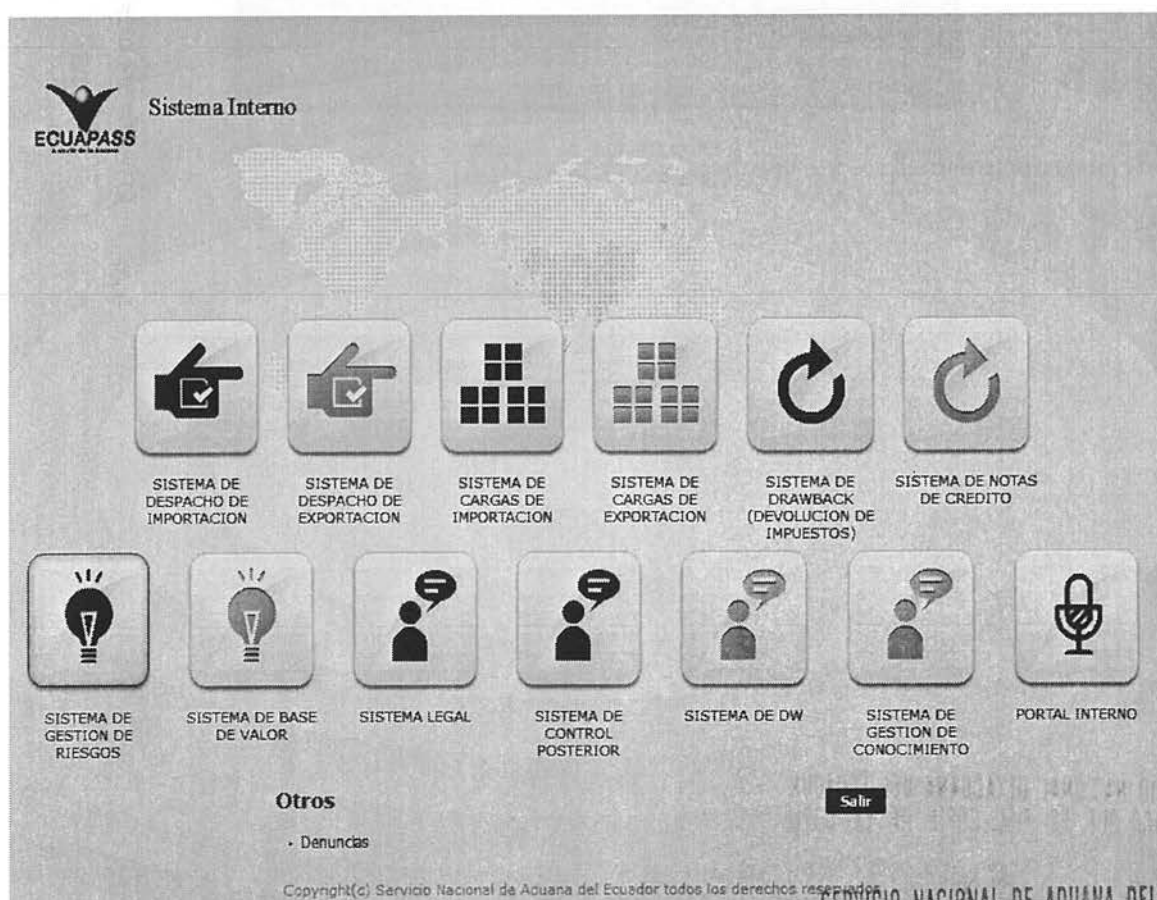 Sistema Interno
ECUAPASS
SISTEMA DE
DESPACHO DE
IMPORTACION
SISTEMA DE
DESPACHO DE
EXPORTACION
SISTEMA DE
CARGAS DE
IMPORTACION
SISTEMA DE
CARGAS DE
EXPORTACION
SISTEMA DE
DRAWBACK
(DEVOLUCION DE
IMPUESTOS)
SISTEMA DE NOTAS
DE CREDITO
SISTEMA DE
GESTION DE
RIESGOS
SISTEMA DE BASE
DE VALOR
SISTEMA LEGAL
SISTEMA DE
CONTROL
POSTERIOR
SISTEMA DE DW
SISTEMA DE
GESTION DE
CONOCIMIENTO
PORTAL INTERNO
Otros
Salir
- Denuncias
Copyright(c) Servicio Nacional de Aduana del Ecuador todos los derechos reservados
SERVICIO NACIONAL DE ADUANA DEL